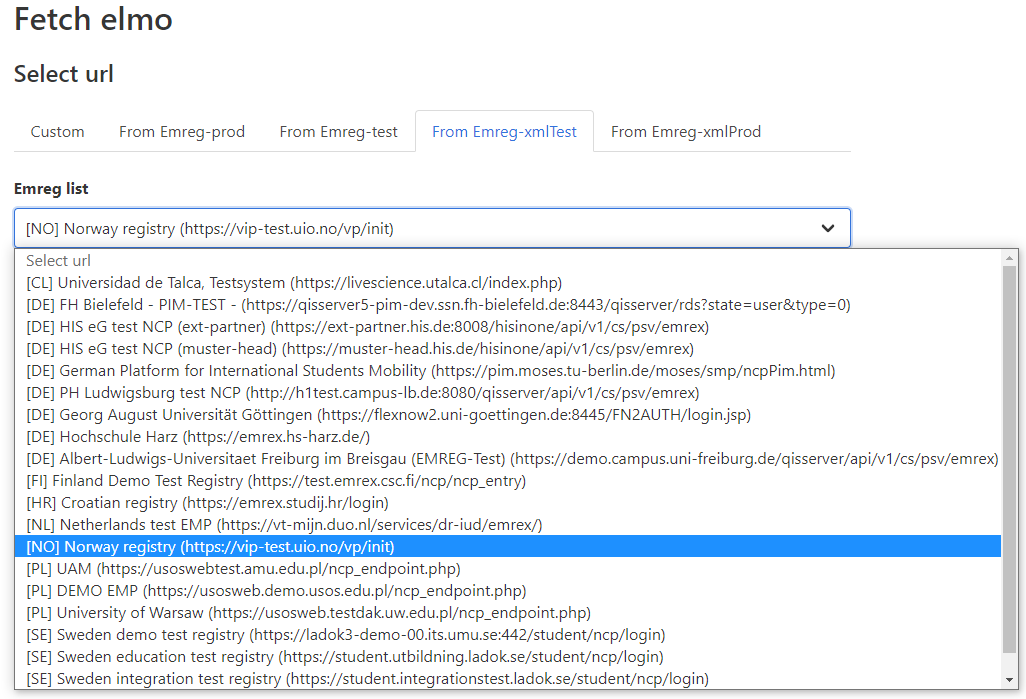 Fetch elmo
Select url
Custom From Emreg-prod From Emreg-test From Emreg-xmlTest From Emreg-xmlProd
Emreg list
[NO] Norway registry (https://vip-test.uio.no/vp/init)
Select url
[CL] Universidad de Talca, Testsystem (https://livescience.utalca.cl/index.php)
[DE] FH Bielefeld - PIM-TEST - (https://qisserver5-pim-dev.ssn.fh-bielefeld.de:8443/qisserver/rds?state=user&type=0)
[DE] HIS eG test NCP (ext-partner) (https://ext-partner.his.de:8008/hisinone/api/v1/cs/psv/emrex)
[DE] HIS eG test NCP (muster-head) (https://muster-head.his.de/hisinone/api/v1/cs/psv/emrex)
[DE] German Platform for International Students Mobility (https://pim.moses.tu-berlin.de/moses/smp/ncpPim.html)
[DE] PH Ludwigsburg test NCP (http://h1test.campus-lb.de:8080/qisserver/api/v1/cs/psv/emrex)
[DE] Georg August Universität Göttingen (https://flexnow2.uni-goettingen.de:8445/FN2AUTH/login.jsp)
[DE] Hochschule Harz (https://emrex.hs-harz.de/)
[DE] Albert-Ludwigs-Universitaet Freiburg im Breisgau (EMREG-Test) (https://demo.campus.uni-freiburg.de/qisserver/api/v1/cs/psv/emrex)
[FI] Finland Demo Test Registry (https://test.emrex.csc.fi/ncp/ncp_entry)
[HR] Croatian registry (https://emrex.studij.hr/login)
[NL] Netherlands test EMP (https://vt-mijn.duo.nl/services/dr-iud/emrex/)
[NO] Norway registry (https://vip-test.uio.no/vp/init)
[PL] UAM (https://usoswebtest.amu.edu.pl/ncp_endpoint.php)
[PL] DEMO EMP (https://usosweb.demo.usos.edu.pl/ncp_endpoint.php)
[PL] University of Warsaw (https://usosweb.testdak.uw.edu.pl/ncp_endpoint.php)
[SE] Sweden demo test registry (https://ladok3-demo-00.its.umu.se:442/student/ncp/login)
[SE] Sweden education test registry (https://student.utbildning.ladok.se/student/ncp/login)
[SE] Sweden integration test registry (https://student.integrationstest.ladok.se/student/ncp/login)